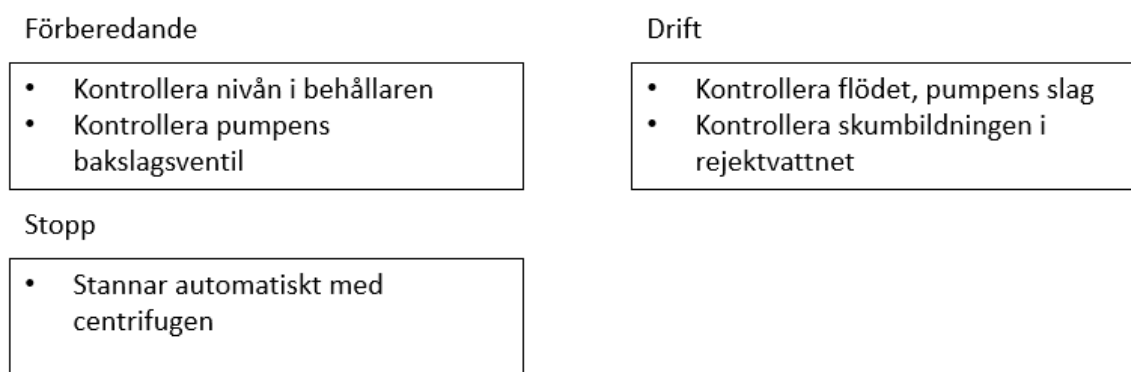 Förberedande
• Kontrollera nivån i behållaren
• Kontrollera pumpens
bakslagsventil
Drift
• Kontrollera flödet, pumpens slag
• Kontrollera skumbildningen i
rejektvattnet
Stopp
• Stannar automatiskt med
centrifugen